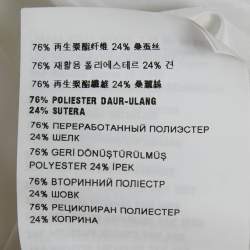 76% 再生聚酯纤维 24% 桑蚕丝
76% 재활용 폴리에스테르 24% 견
76% 再生聚酯纖維 24% 桑蠶絲
76% POLIESTER DAUR-ULANG
24% SUTERA
76% ПЕРЕРАБОТАННЫЙ ПОЛИЭСТЕР
24% ШЕЛК
76% GERİ DÖNÜŞTÜRÜLMÜŞ
POLYESTER 24% İPEK
76% ВТОРИННИЙ ПОЛІЕСТР
24% ШОВК
76% РЕЦИКЛИРАН ПОЛИЕСТЕР
24% КОПРИНА